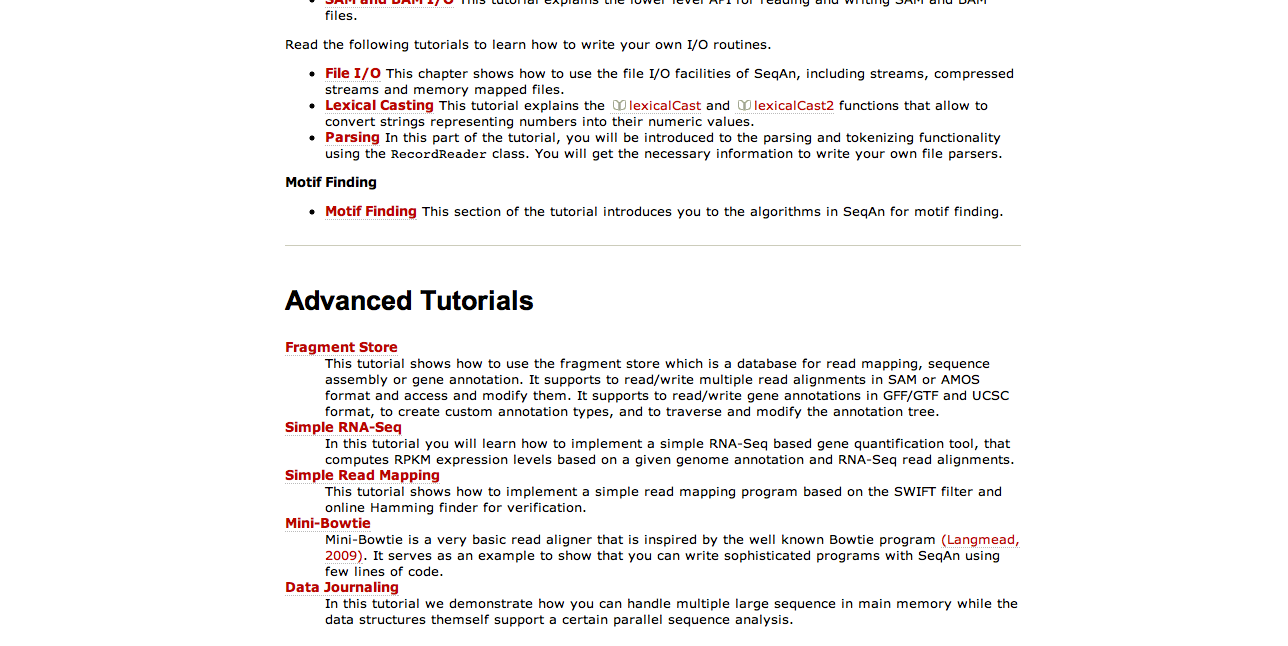 SAM and BAM I/O This tutorial explains the lower level API for reading and writing SAM and BAM
files.
Read the following tutorials to learn how to write your own I/O routines.
File I/O This chapter shows how to use the file I/O facilities of SeqAn, including streams, compressed
streams and memory mapped files.
Lexical Casting This tutorial explains the lexicalCast and lexicalCast2 functions that allow to
convert strings representing numbers into their numeric values.
Parsing In this part of the tutorial, you will be introduced to the parsing and tokenizing functionality
using the RecordReader class. You will get the necessary information to write your own file parsers.
Motif Finding
Motif Finding This section of the tutorial introduces you to the algorithms in SeqAn for motif finding.
Advanced Tutorials
Fragment Store
This tutorial shows how to use the fragment store which is a database for read mapping, sequence
assembly or gene annotation. It supports to read/write multiple read alignments in SAM or AMOS
format and access and modify them. It supports to read/write gene annotations in GFF/GTF and UCSC
format, to create custom annotation types, and to traverse and modify the annotation tree.
Simple RNA-Seq
In this tutorial you will learn how to implement a simple RNA-Seq based gene quantification tool, that
computes RPKM expression levels based on a given genome annotation and RNA-Seq read alignments.
Simple Read Mapping
This tutorial shows how to implement a simple read mapping program based on the SWIFT filter and
online Hamming finder for verification.
Mini-Bowtie
Mini-Bowtie is a very basic read aligner that is inspired by the well known Bowtie program (Langmead,
2009). It serves as an example to show that you can write sophisticated programs with SeqAn using
few lines of code.
Data Journaling
In this tutorial we demonstrate how you can handle multiple large sequence in main memory while the
data structures themself support a certain parallel sequence analysis.